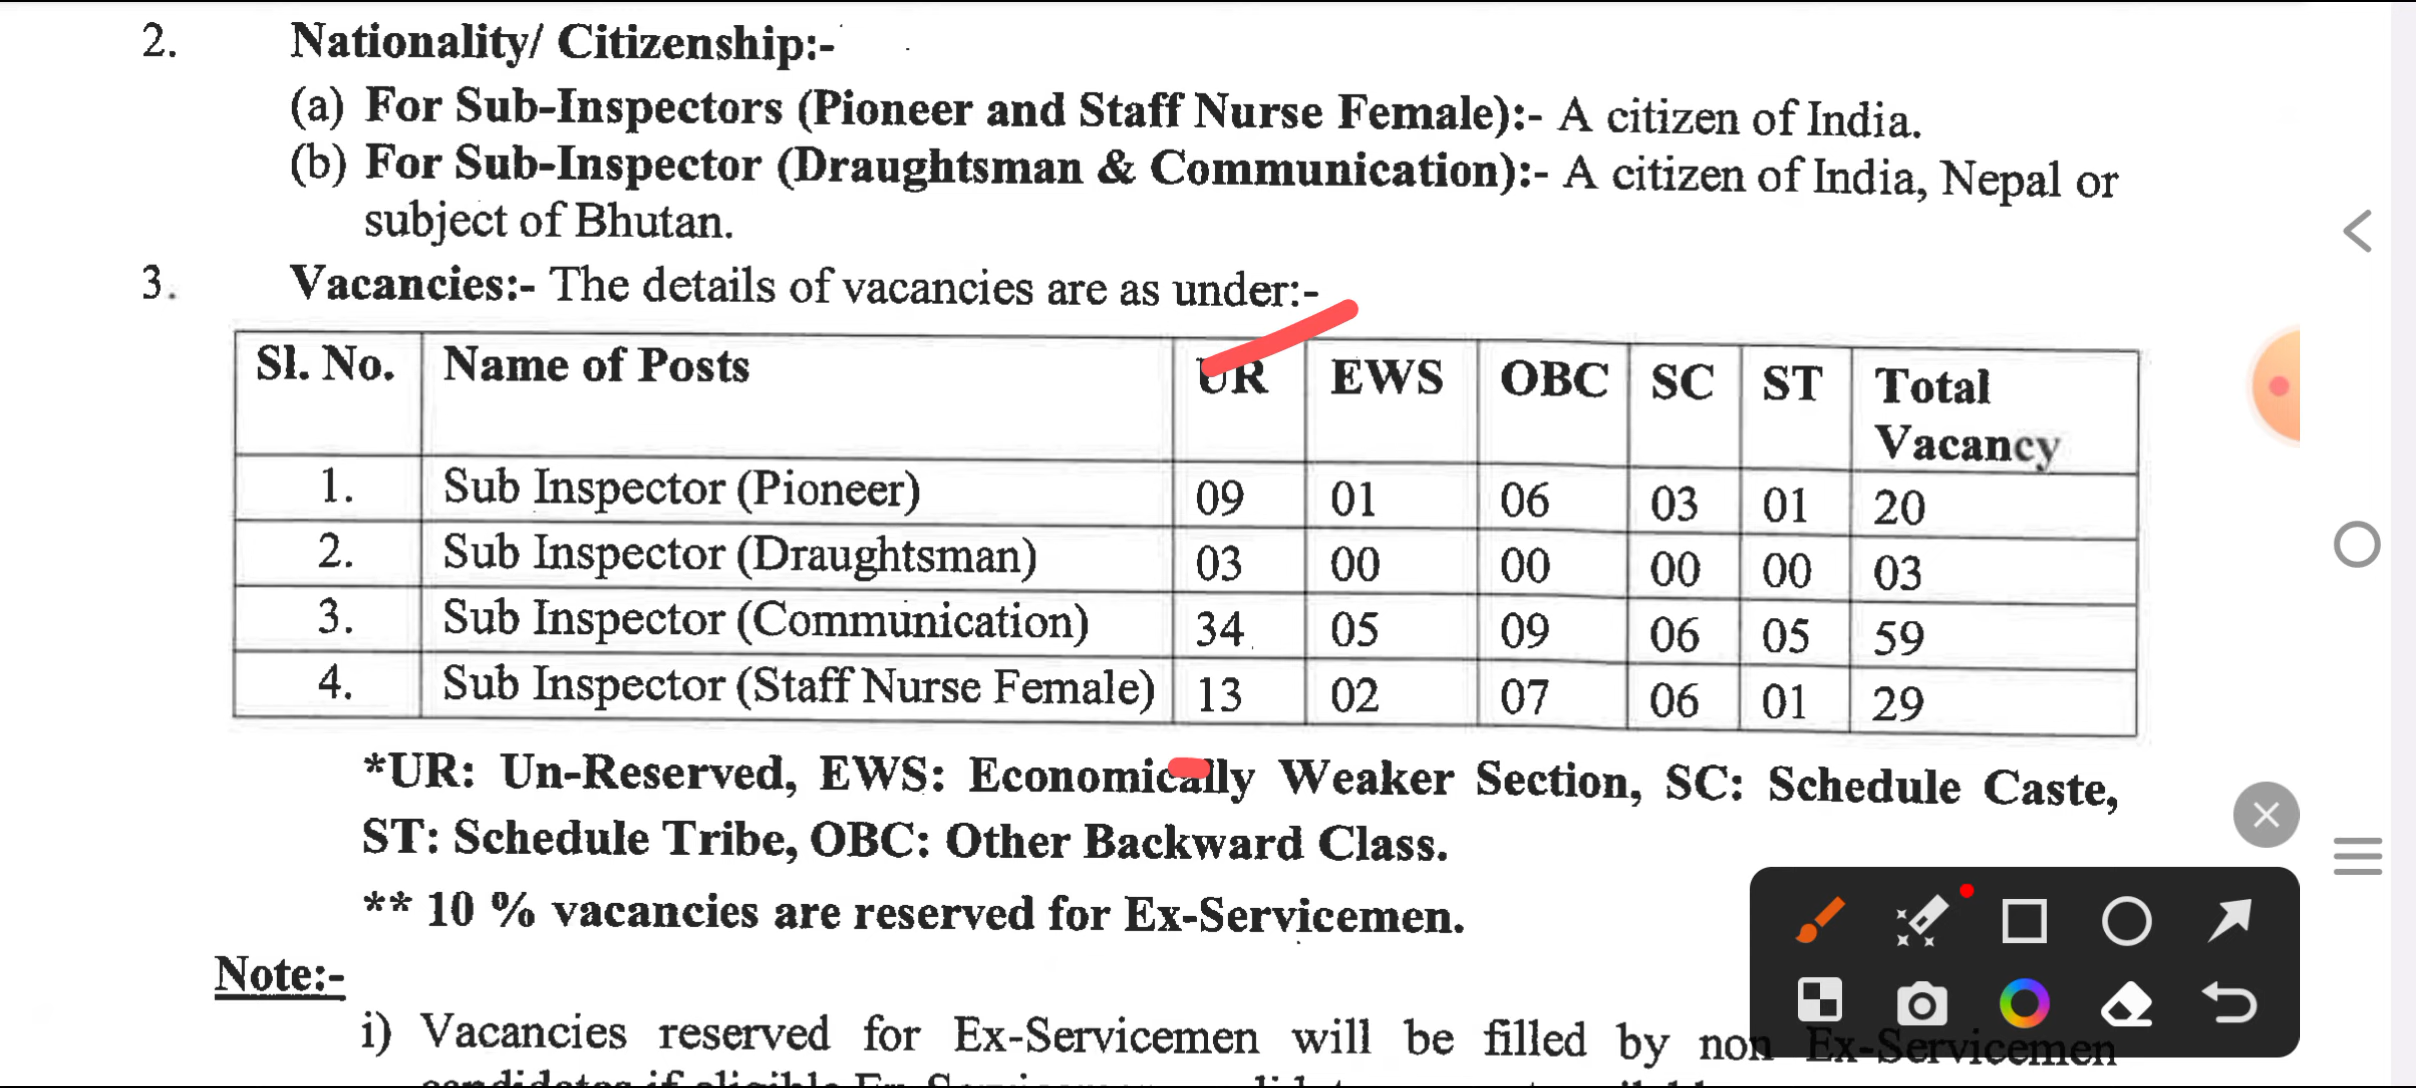 2. Nationality/ Citizenship:-
(a) For Sub-Inspectors (Pioneer and Staff Nurse Female):- A citizen of India.
(b) For Sub-Inspector (Draughtsman & Communication):- A citizen of India, Nepal or
subject of Bhutan.
3. Vacancies:- The details of vacancies are as under:-
Sl. No. Name of Posts UR EWS OBC SC ST Total
Vacancy
1. Sub Inspector (Pioneer) 09 01 06 03 01 20
2. Sub Inspector (Draughtsman) 03 00 00 00 00 03
3. Sub Inspector (Communication) 34 05 09 06 05 59
4. Sub Inspector (Staff Nurse Female) 13 02 07 06 01 29
*UR: Un-Reserved, EWS: Economically Weaker Section, SC: Schedule Caste,
ST: Schedule Tribe, OBC: Other Backward Class.
** 10 % vacancies are reserved for Ex-Servicemen.
Note:-
i) Vacancies reserved for Ex-Servicemen will be filled by non Ex-Servicemen